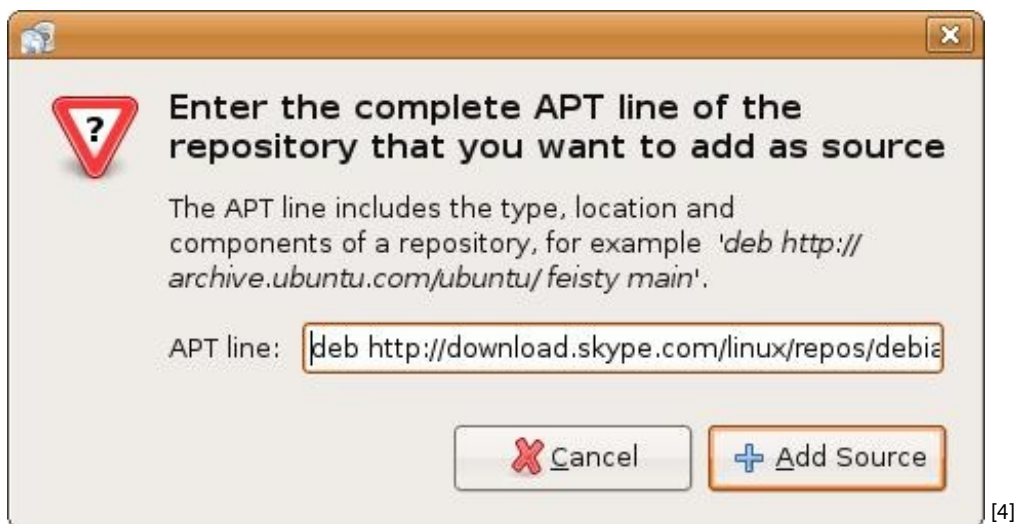 ?
Enter the complete APT line of the
repository that you want to add as source
The APT line includes the type, location and
components of a repository, for example 'deb http://
archive.ubuntu.com/ubuntu/ feisty main'.
APT line: deb http://download.skype.com/linux/repos/debia
Cancel Add Source
[4]